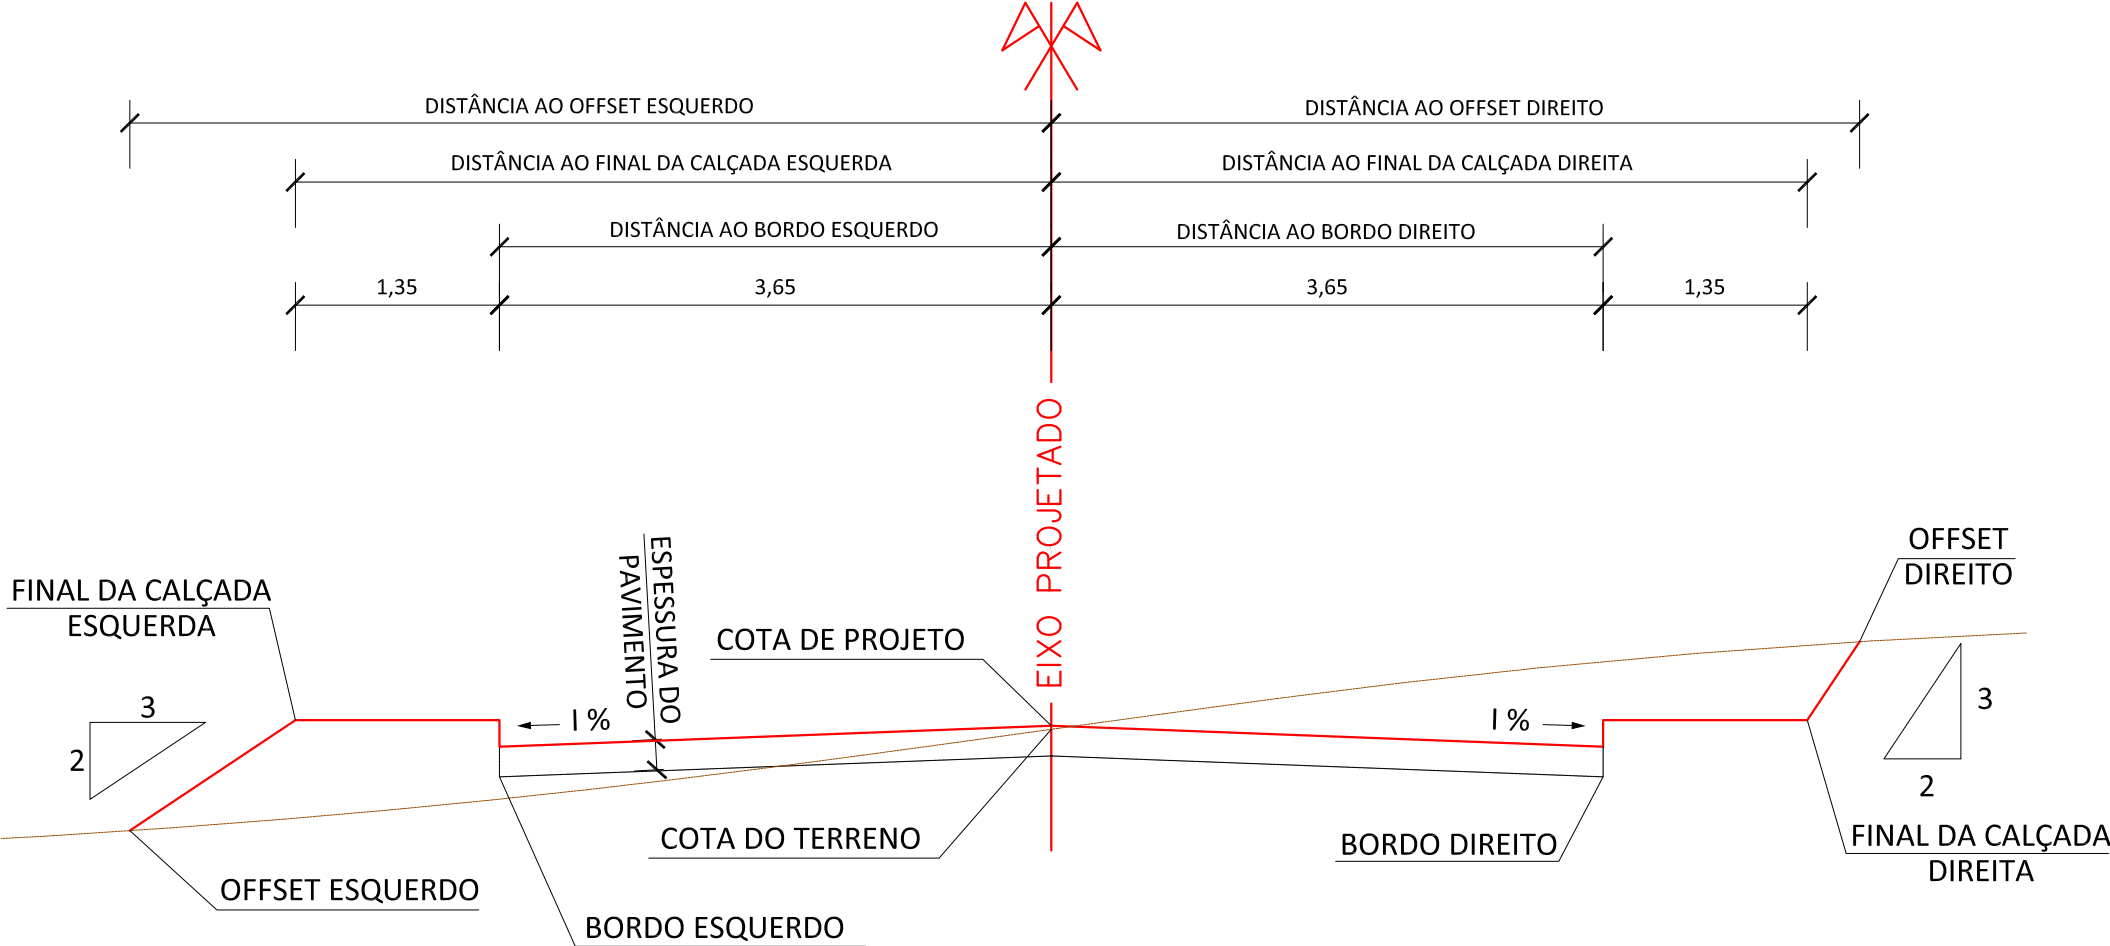 DISTÂNCIA AO OFFSET ESQUERDO
DISTÂNCIA AO OFFSET DIREITO
DISTÂNCIA AO FINAL DA CALÇADA ESQUERDA
DISTÂNCIA AO FINAL DA CALÇADA DIREITA
DISTÂNCIA AO BORDO ESQUERDO
DISTÂNCIA AO BORDO DIREITO
1,35
3,65
3,65
1,35
EIXO PROJETADO
OFFSET
DIREITO
FINAL DA CALÇADA
ESQUERDA
ESPESSURA DO
PAVIMENTO
COTA DE PROJETO
3
2
I %
I %
3
2
COTA DO TERRENO
BORDO DIREITO
FINAL DA CALÇADA
DIREITA
OFFSET ESQUERDO
BORDO ESQUERDO